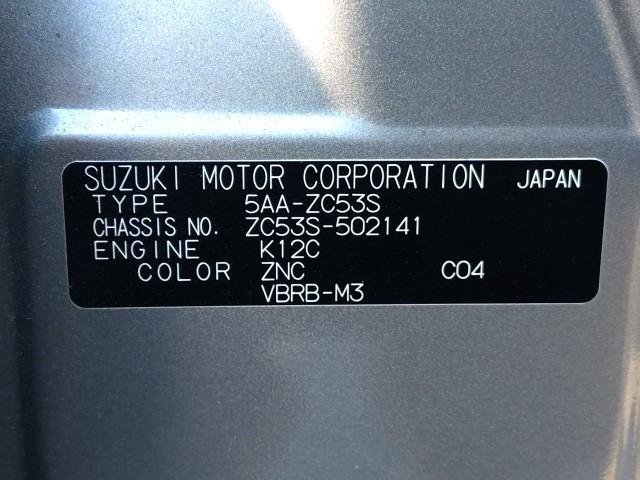 SUZUKI MOTOR CORPORATION JAPAN
TYPE 5AA-ZC53S
CHASSIS NO. ZC53S-502141
ENGINE K12C
COLOR ZNC C04
VBRB-M3